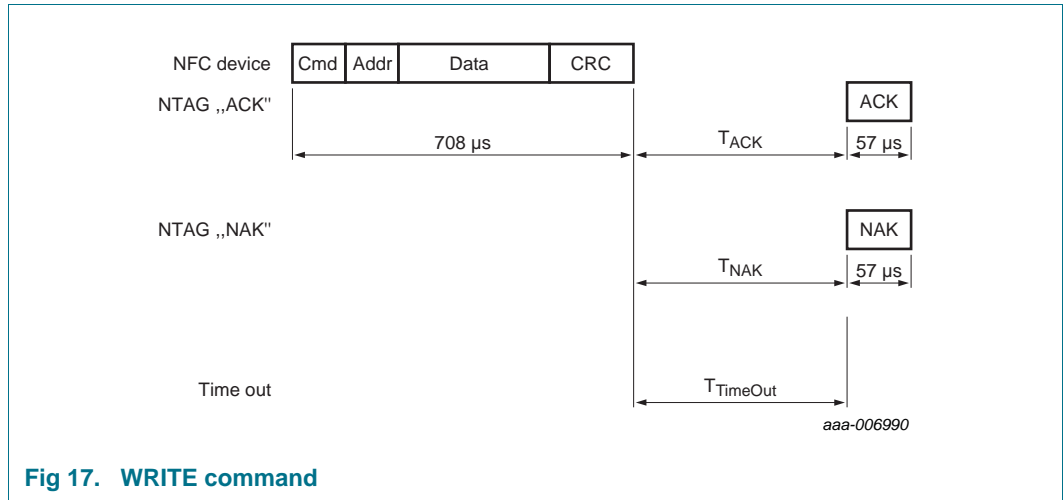 NFC device Cmd Addr Data CRC
NTAG ,,ACK" ACK
708 µs TACK 57 µs
NTAG ,,NAK" NAK
TNAK 57 µs
Time out TTimeOut
aaa-006990
Fig 17. WRITE command